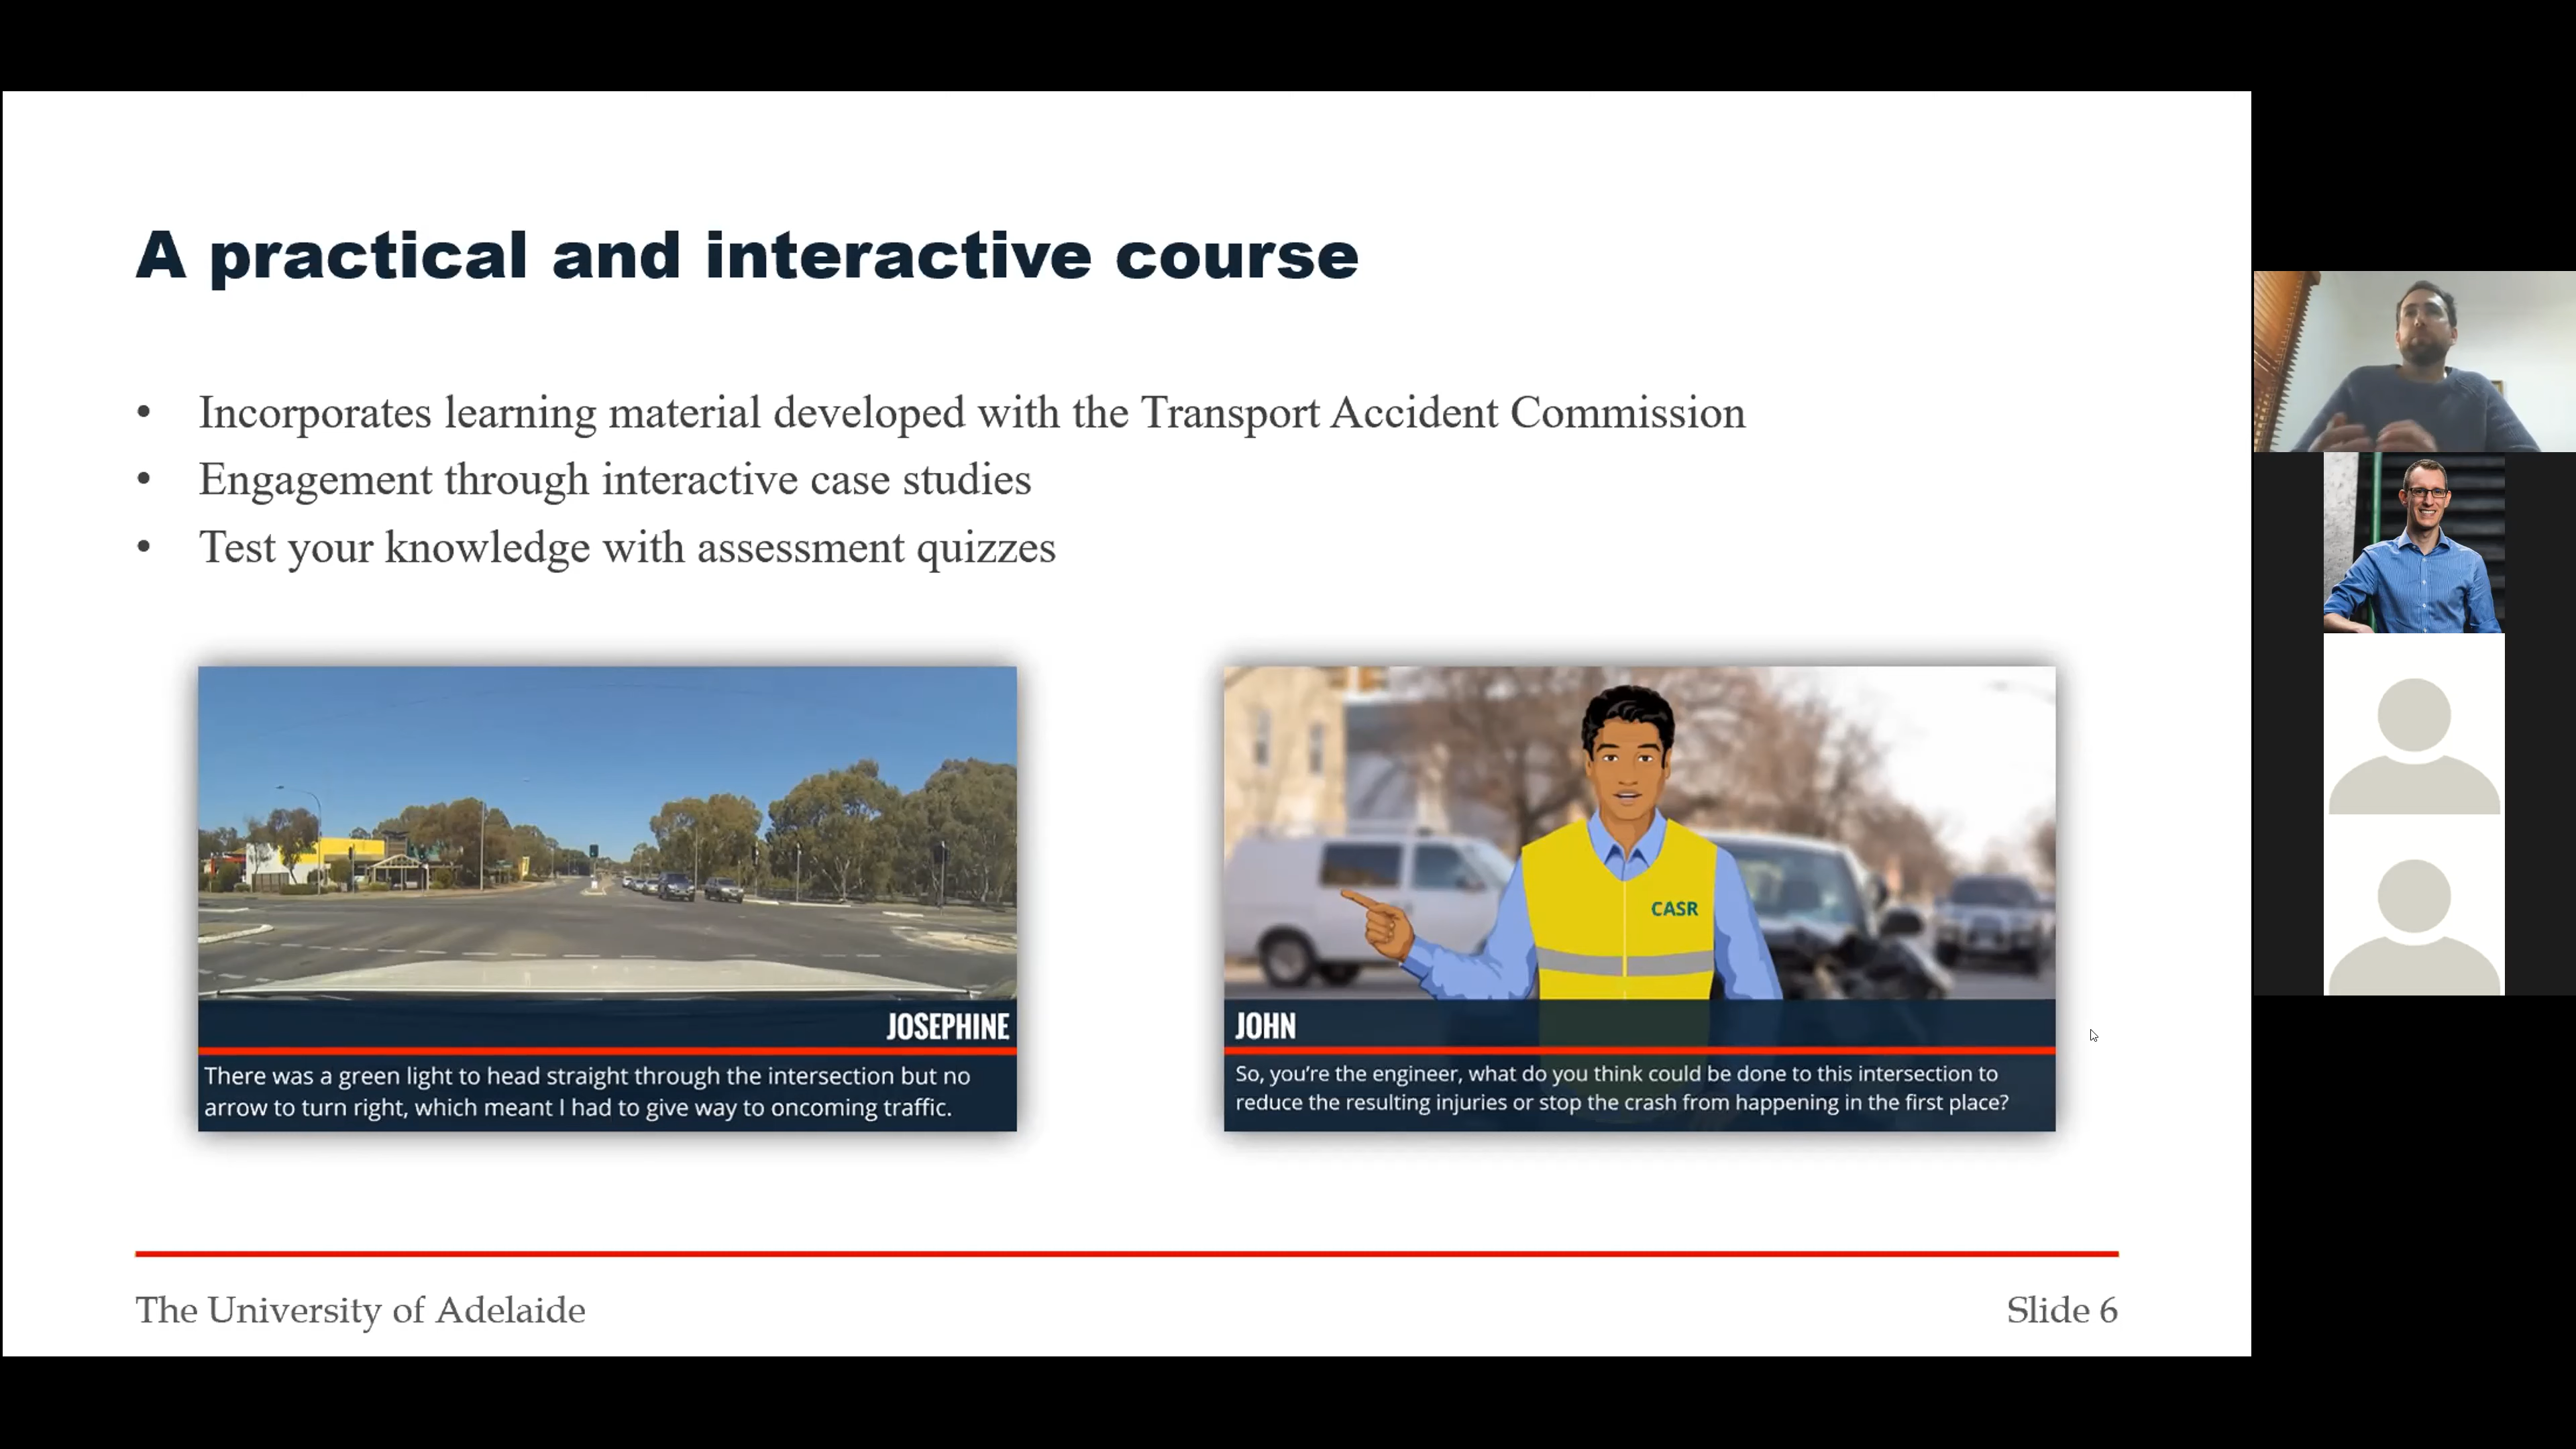 A practical and interactive course
• Incorporates learning material developed with the Transport Accident Commission
• Engagement through interactive case studies
• Test your knowledge with assessment quizzes
JOSEPHINE
There was a green light to head straight through the intersection but no
arrow to turn right, which meant I had to give way to oncoming traffic.
CASR
JOHN
So, you’re the engineer, what do you think could be done to this intersection to
reduce the resulting injuries or stop the crash from happening in the first place?
The University of Adelaide
Slide 6